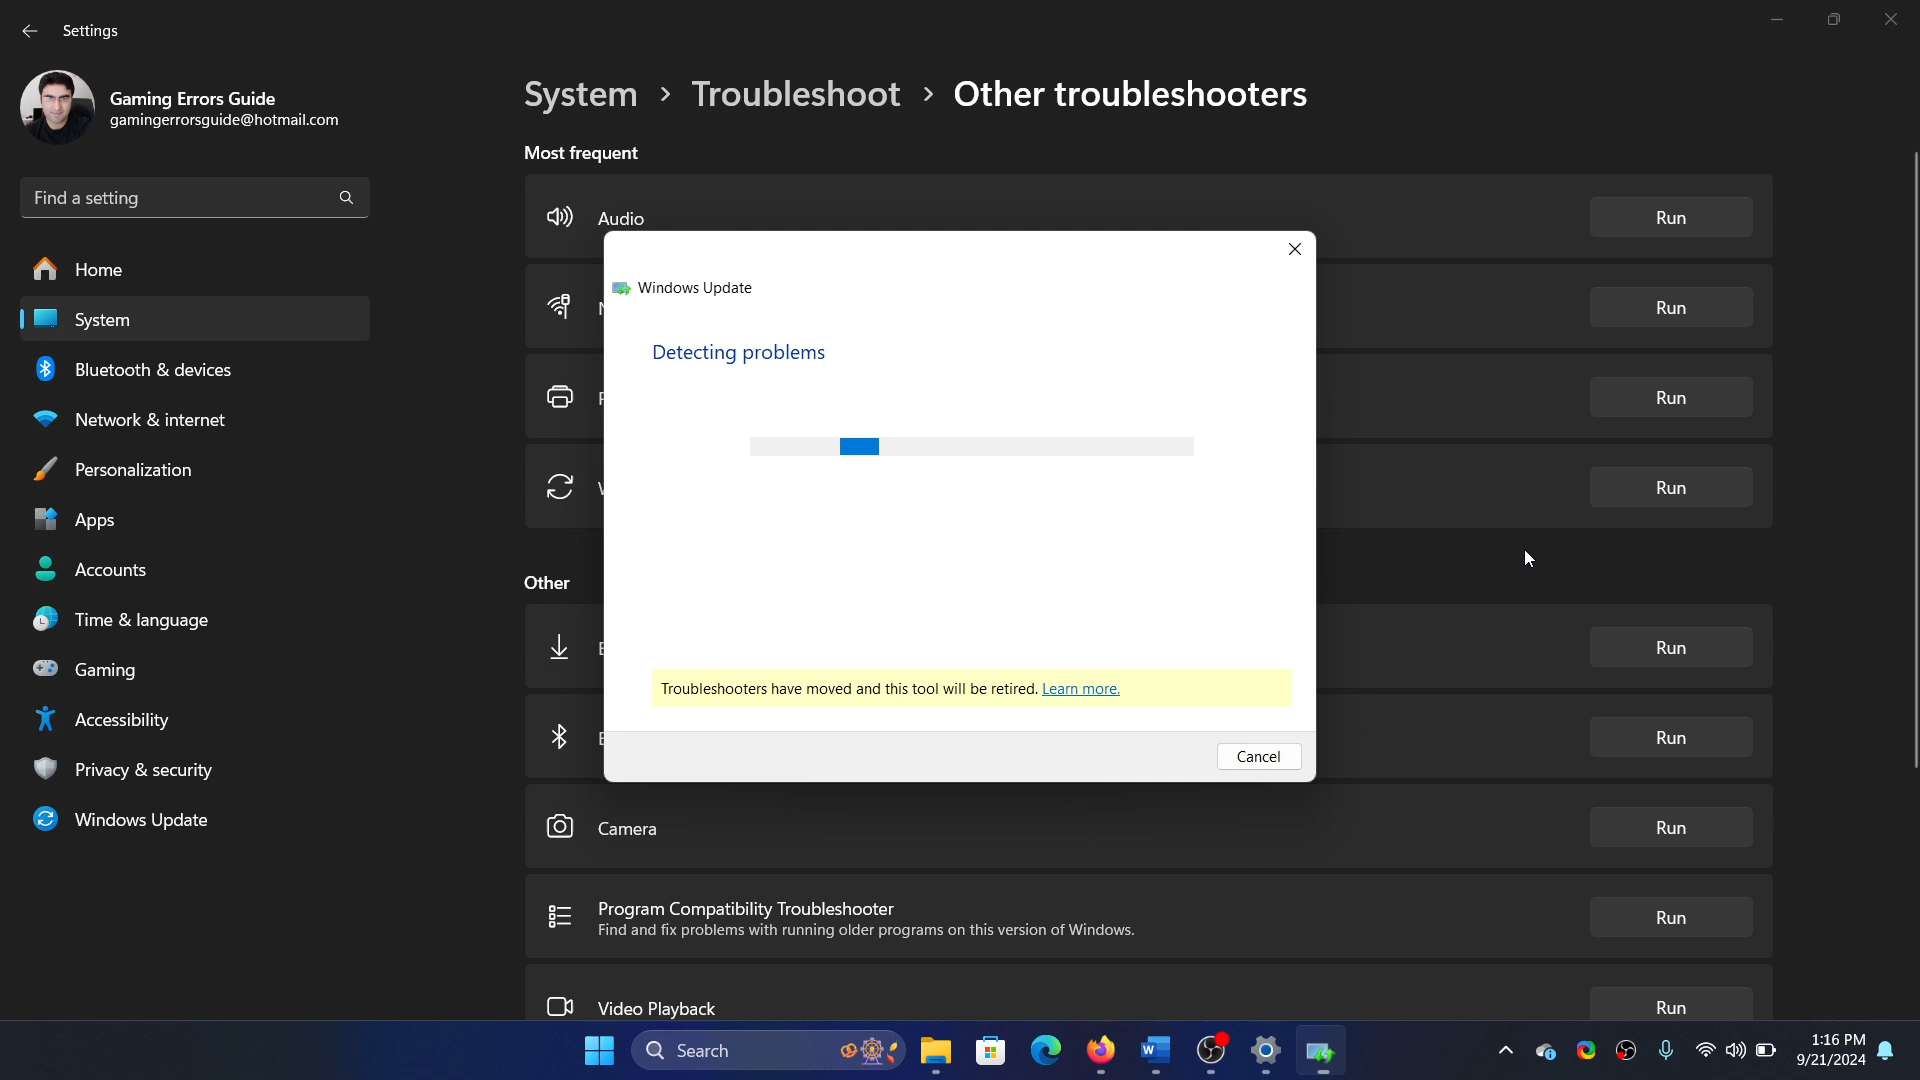 Settings
Gaming Errors Guide
gamingerrorsguide@hotmail.com
Find a setting
Home
System
Bluetooth & devices
Network & internet
Personalization
Apps
Accounts
Time & language
Gaming
Accessibility
Privacy & security
Windows Update
System > Troubleshoot > Other troubleshooters
Most frequent
Audio
Run
Run
Run
Run
Windows Update
Detecting problems
Troubleshooters have moved and this tool will be retired. Learn more.
Cancel
Other
Run
Run
Camera
Run
Program Compatibility Troubleshooter
Find and fix problems with running older programs on this version of Windows.
Run
Video Playback
Run
Search
1:16 PM
9/21/2024